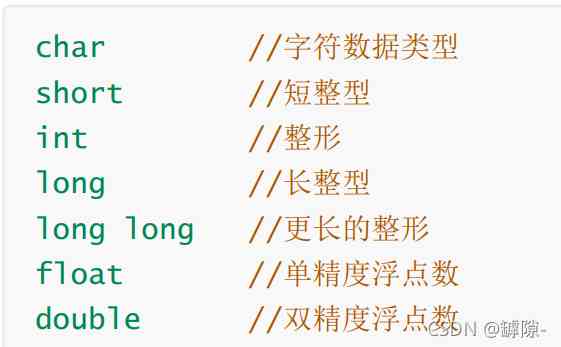 char //字符数据类型
short //短整型
int //整形
long //长整型
long long //更长的整形
float //单精度浮点数
double //双精度浮点数
CSDN @罅隙-